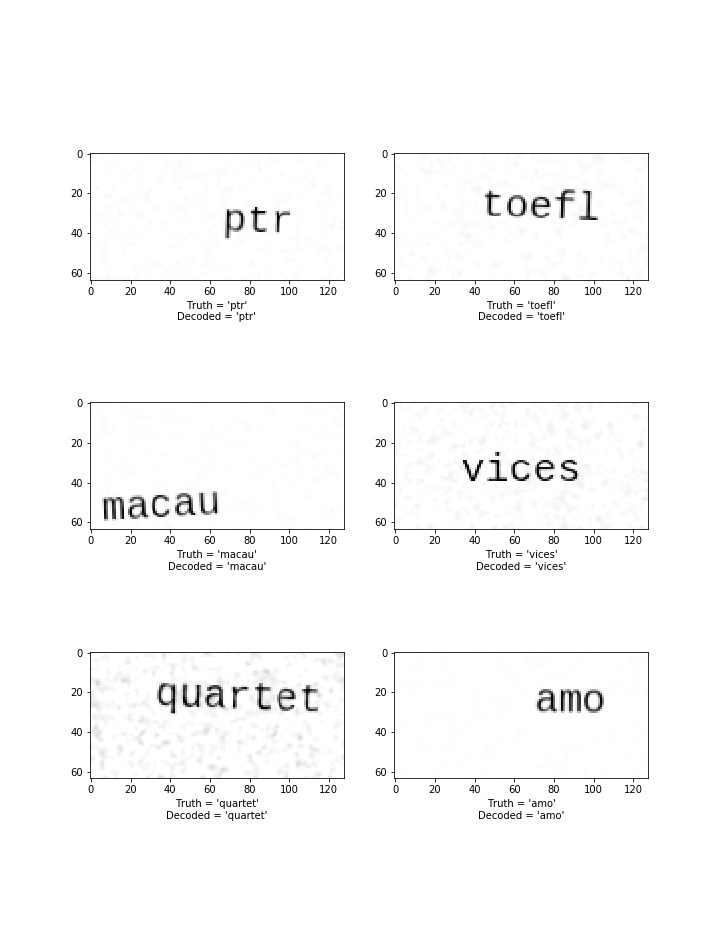 0
20
40
60
ptr
0 20 40 60 80 100 120
Truth = 'ptr'
Decoded = 'ptr'
0
20
40
60
toefl
0 20 40 60 80 100 120
Truth = 'toefl'
Decoded = 'toefl'
0
20
40
60
macau
0 20 40 60 80 100 120
Truth = 'macau'
Decoded = 'macau'
0
20
40
60
vices
0 20 40 60 80 100 120
Truth = 'vices'
Decoded = 'vices'
0
20
40
60
quartet
0 20 40 60 80 100 120
Truth = 'quartet'
Decoded = 'quartet'
0
20
40
60
amo
0 20 40 60 80 100 120
Truth = 'amo'
Decoded = 'amo'